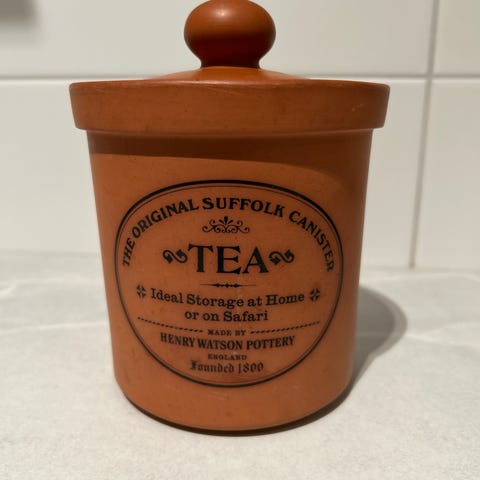 THE ORIGINAL SUFFOLK CANISTER
TEA
Ideal Storage at Home
or on Safari
MADE BY
HENRY WATSON POTTERY
ENGLAND
Founded 1800